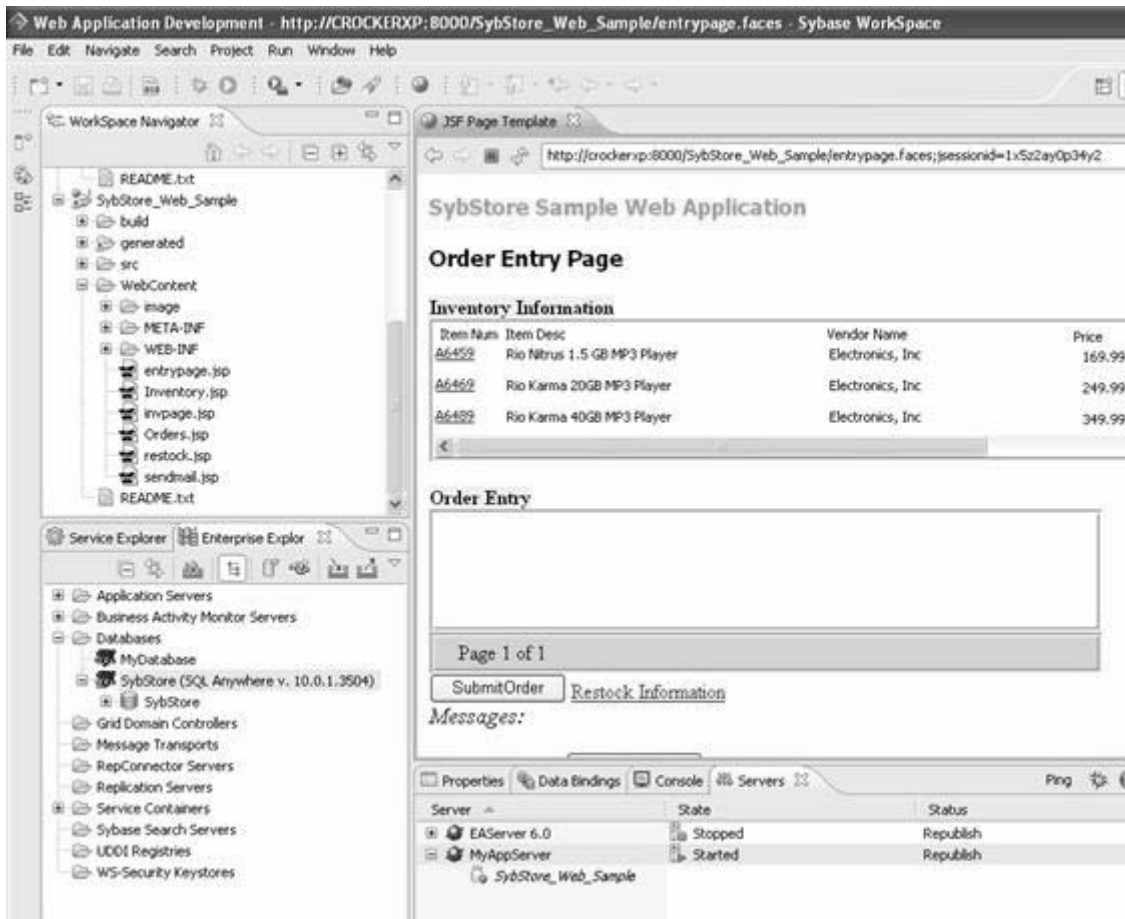 Web Application Development - http://CROCKERXP:8000/SybStore_Web_Sample/entrypage.faces - Sybase WorkSpace
File Edit Navigate Search Project Run Window Help
WorkSpace Navigator
README.txt
SybStore_Web_Sample
build
generated
src
WebContent
image
META-INF
WEB-INF
entrypage.jsp
Inventory.jsp
invpage.jsp
Orders.jsp
restock.jsp
sendmail.jsp
README.txt
Service Explorer Enterprise Explor
Application Servers
Business Activity Monitor Servers
Databases
MyDatabase
SybStore (SQL Anywhere v. 10.0.1.3504)
SybStore
Grid Domain Controllers
Message Transports
RepConnector Servers
Replication Servers
Service Containers
Sybase Search Servers
UDDI Registries
WS-Security Keystores
JSF Page Template
http://crockerxp:8000/SybStore_Web_Sample/entrypage.faces;jsessionid=1x5z2ay0p34y2
SybStore Sample Web Application
Order Entry Page
Inventory Information
Item Num Item Desc Vendor Name Price
A6459 Rio Nitrus 1.5 GB MP3 Player Electronics, Inc 169.99
A6469 Rio Karma 20GB MP3 Player Electronics, Inc 249.99
A6489 Rio Karma 40GB MP3 Player Electronics, Inc 349.99
Order Entry
Page 1 of 1
SubmitOrder Restock Information
Messages:
Properties Data Bindings Console Servers Ping
Server State Status
EAServer 6.0 Stopped Republish
MyAppServer Started Republish
SybStore_Web_Sample